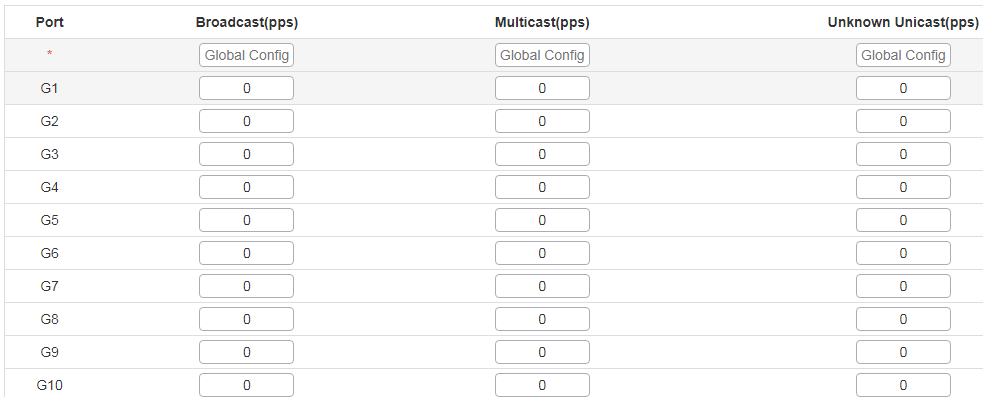 Port Broadcast(pps) Multicast(pps) Unknown Unicast(pps)
* Global Config Global Config Global Config
G1 0 0 0
G2 0 0 0
G3 0 0 0
G4 0 0 0
G5 0 0 0
G6 0 0 0
G7 0 0 0
G8 0 0 0
G9 0 0 0
G10 0 0 0